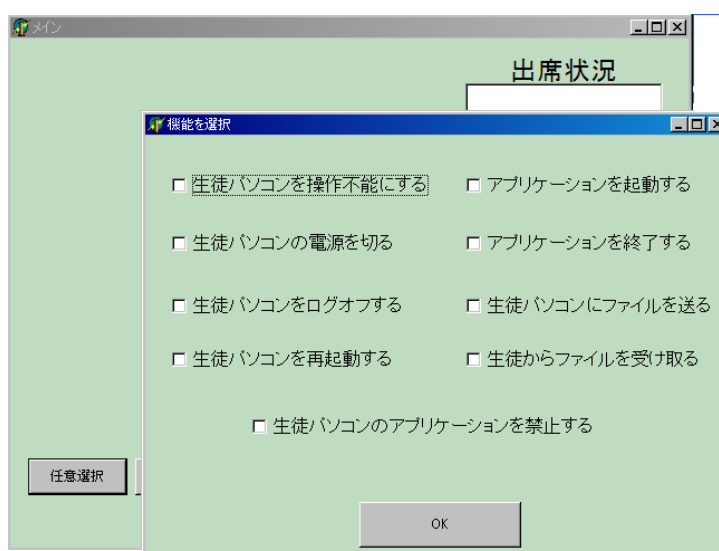 メイン
出席状況
機能を選択
生徒パソコンを操作不能にする
アプリケーションを起動する
生徒パソコンの電源を切る
アプリケーションを終了する
生徒パソコンをログオフする
生徒パソコンにファイルを送る
生徒パソコンを再起動する
生徒からファイルを受け取る
生徒パソコンのアプリケーションを禁止する
任意選択
OK